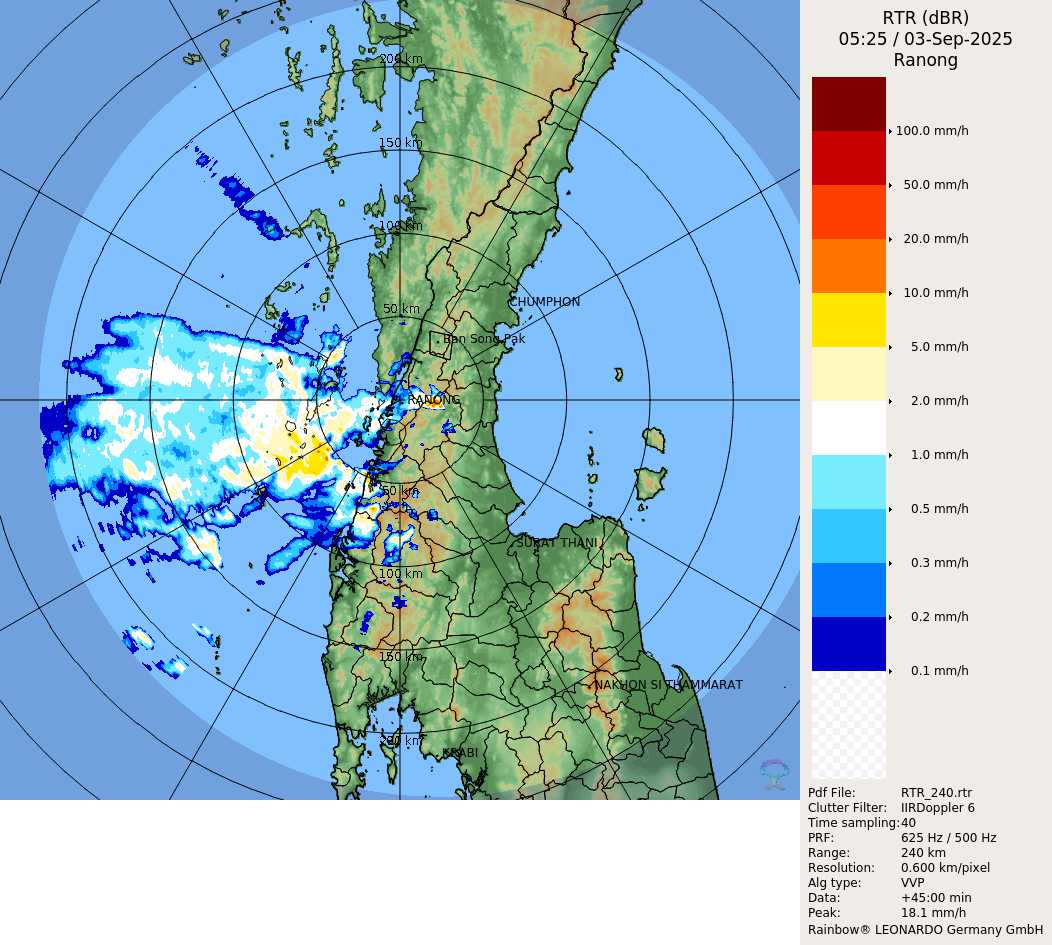 RTR (dBR)
05:25 / 03-Sep-2025
Ranong
200 km
150 km
100 km
50 km
CHUMPHON
Ban Song Pak
RANONG
50 km
SURAT THANI
100 km
150 km
NAKHON SI THAMMARAT
200 km
KRABI
100.0 mm/h
50.0 mm/h
20.0 mm/h
10.0 mm/h
5.0 mm/h
2.0 mm/h
1.0 mm/h
0.5 mm/h
0.3 mm/h
0.2 mm/h
0.1 mm/h
Pdf File: RTR_240.rtr
Clutter Filter: IIRDoppler 6
Time sampling:40
PRF: 625 Hz / 500 Hz
Range: 240 km
Resolution: 0.600 km/pixel
Alg type: VVP
Data: +45:00 min
Peak: 18.1 mm/h
Rainbow® LEONARDO Germany GmbH